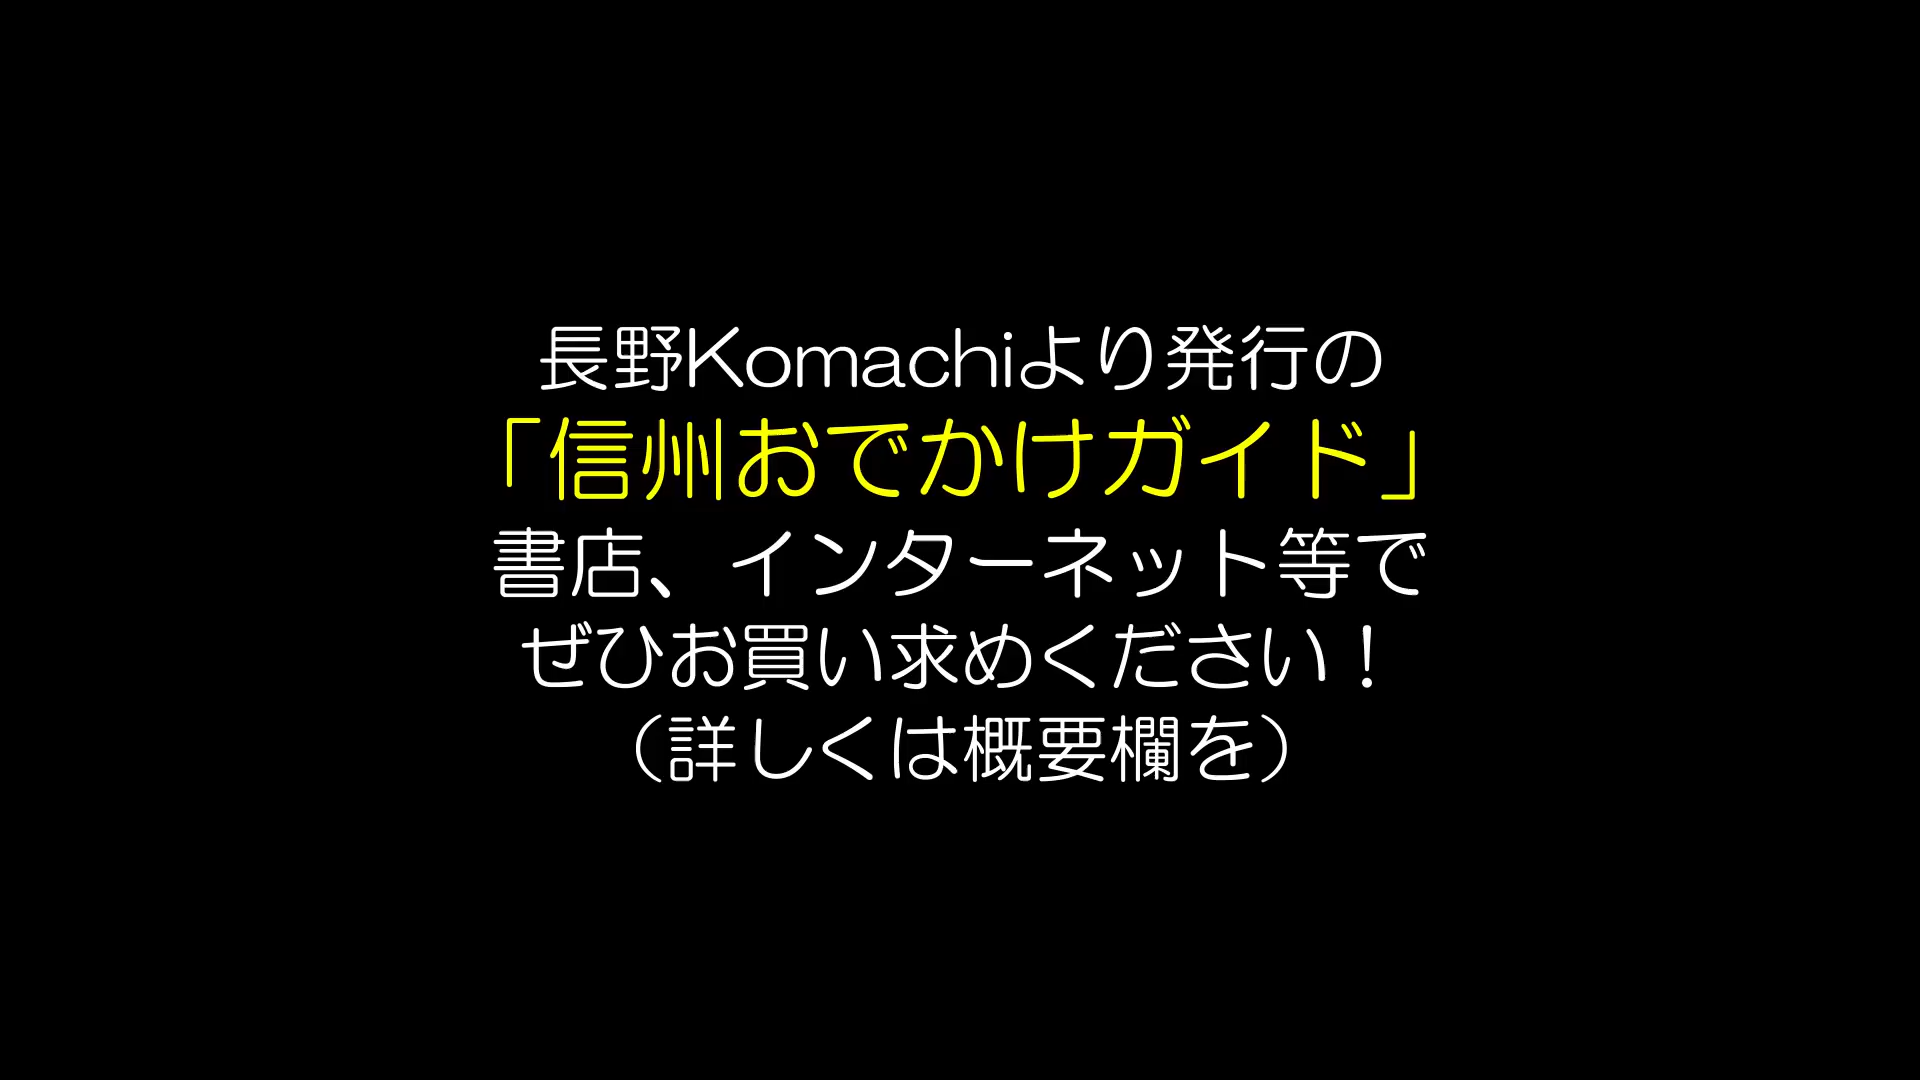 長野Komachiより発行の
「信州おでかけガイド」
書店、インターネット等で
ぜひお買い求めください！
（詳しくは概要欄を）